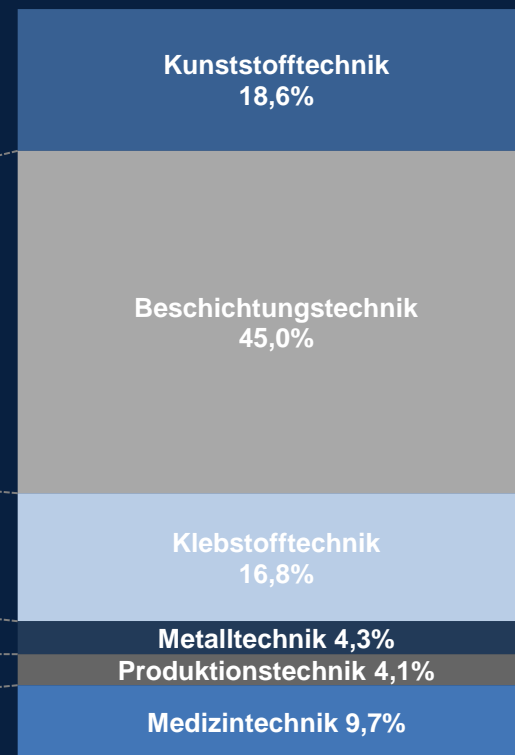 Kunststofftechnik
18,6%
Beschichtungstechnik
45,0%
Klebstofftechnik
16,8%
Metalltechnik 4,3%
Produktionstechnik 4,1%
Medizintechnik 9,7%